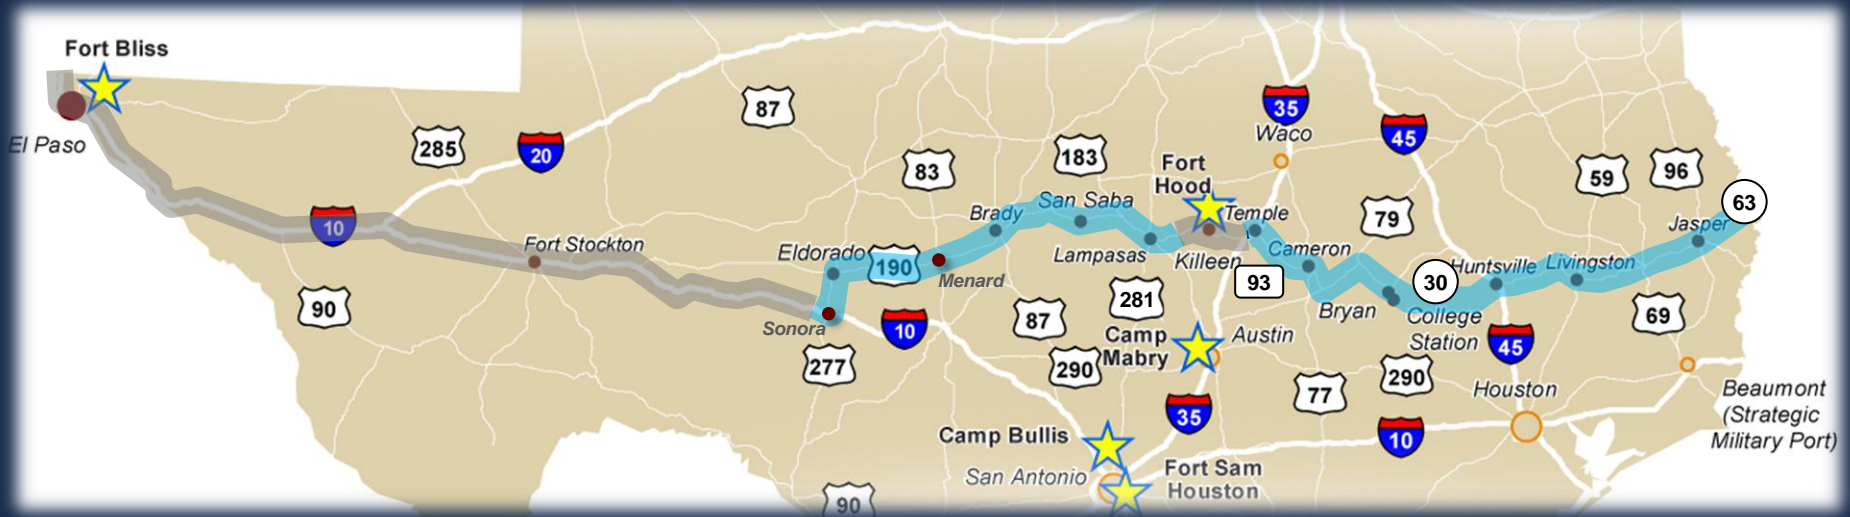 Fort Bliss
El Paso
285
20
87
83
183
35
Waco
45
59
96
63
Jasper
Fort
Hood
Temple
79
San Saba
Brady
10
Fort Stockton
Eldorado
190
Menard
Lampasas
Killeen
Cameron
93
30
Huntsville
Livingston
90
Sonora
277
10
87
281
Bryan
College
Station
69
45
Camp
Mabry
Austin
290
77
290
Houston
Beaumont
(Strategic
Military Port)
35
10
Camp Bullis
San Antonio
Fort Sam
Houston
90